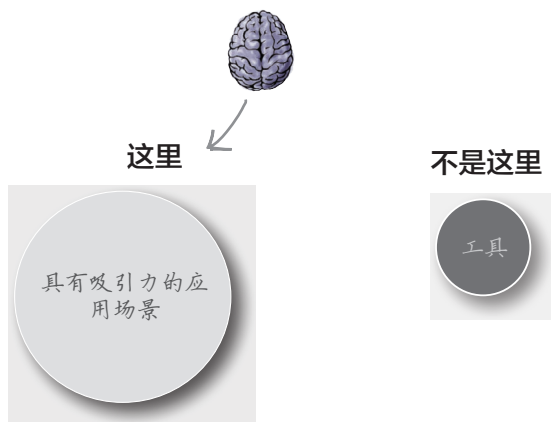 这里
不是这里
具有吸引力的应
用场景
工具